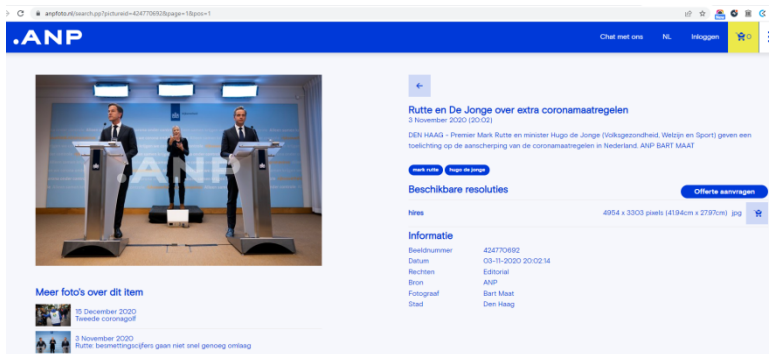 anpfoto.nl/search.pp?pictureid=424770692&page=1&pos=1
.ANP
Chat met ons
NL
Inloggen
0
.ANP
Rutte en De Jonge over extra coronamaatregelen
3 November 2020 (20:02)
DEN HAAG – Premier Mark Rutte en minister Hugo de Jonge (Volksgezondheid, Welzijn en Sport) geven een
toelichting op de aanscherping van de coronamaatregelen in Nederland. ANP BART MAAT
mark rutte hugo de jonge
Beschikbare resoluties
Offerte aanvragen
hires
4954 x 3303 pixels (41.94cm x 27.97cm) jpg
Informatie
Beeldnummer 424770692
Datum 03-11-2020 20:02:14
Rechten Editorial
Bron ANP
Fotograaf Bart Maat
Stad Den Haag
Meer foto's over dit item
15 December 2020
Tweede coronagolf
3 November 2020
Rutte: besmettingscijfers gaan niet snel genoeg omlaag